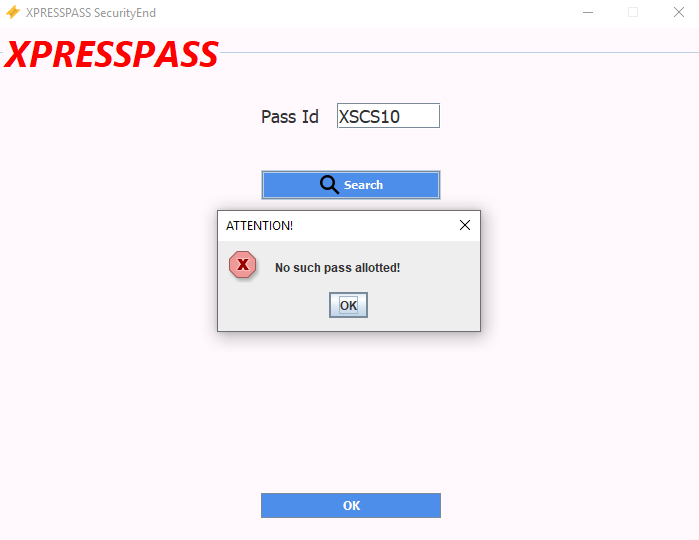 XPRESSPASS SecurityEnd
XPRESSPASS
Pass Id XSCS10
Search
ATTENTION!
X
No such pass allotted!
OK
OK